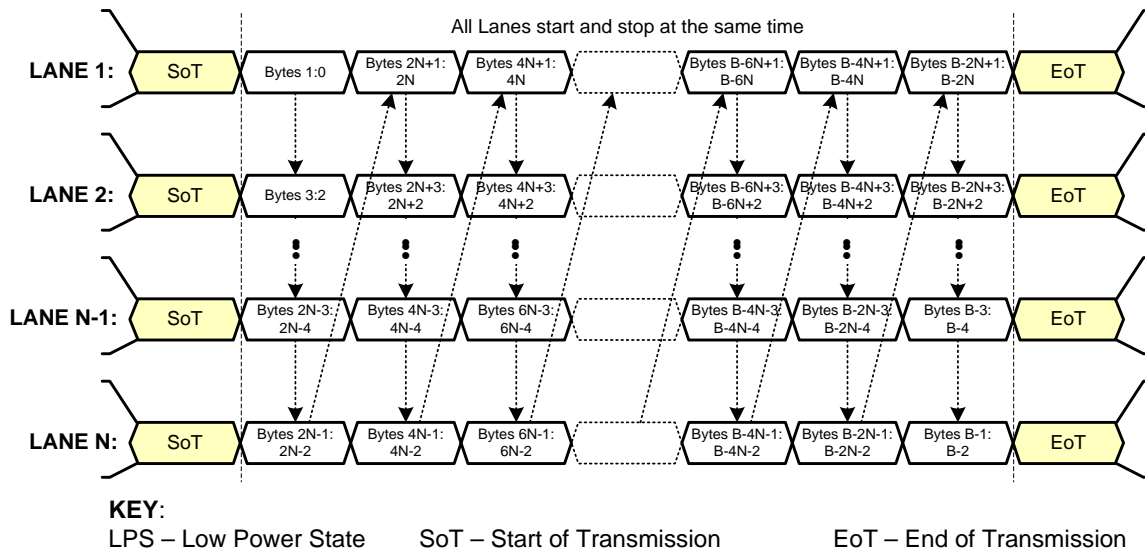 All Lanes start and stop at the same time
LANE 1:
SoT
Bytes 1:0
Bytes 2N+1:
2N
Bytes 4N+1:
4N
Bytes B-6N+1:
B-6N
Bytes B-4N+1:
B-4N
Bytes B-2N+1:
B-2N
EoT
LANE 2:
SoT
Bytes 3:2
Bytes 2N+3:
2N+2
Bytes 4N+3:
4N+2
Bytes B-6N+3:
B-6N+2
Bytes B-4N+3:
B-4N+2
Bytes B-2N+3:
B-2N+2
EoT
LANE N-1:
SoT
Bytes 2N-3:
2N-4
Bytes 4N-3:
4N-4
Bytes 6N-3:
6N-4
Bytes B-4N-3:
B-4N-4
Bytes B-2N-3:
B-2N-4
Bytes B-3:
B-4
EoT
LANE N:
SoT
Bytes 2N-1:
2N-2
Bytes 4N-1:
4N-2
Bytes 6N-1:
6N-2
Bytes B-4N-1:
B-4N-2
Bytes B-2N-1:
B-2N-2
Bytes B-1:
B-2
EoT
KEY:
LPS – Low Power State SoT – Start of Transmission EoT – End of Transmission